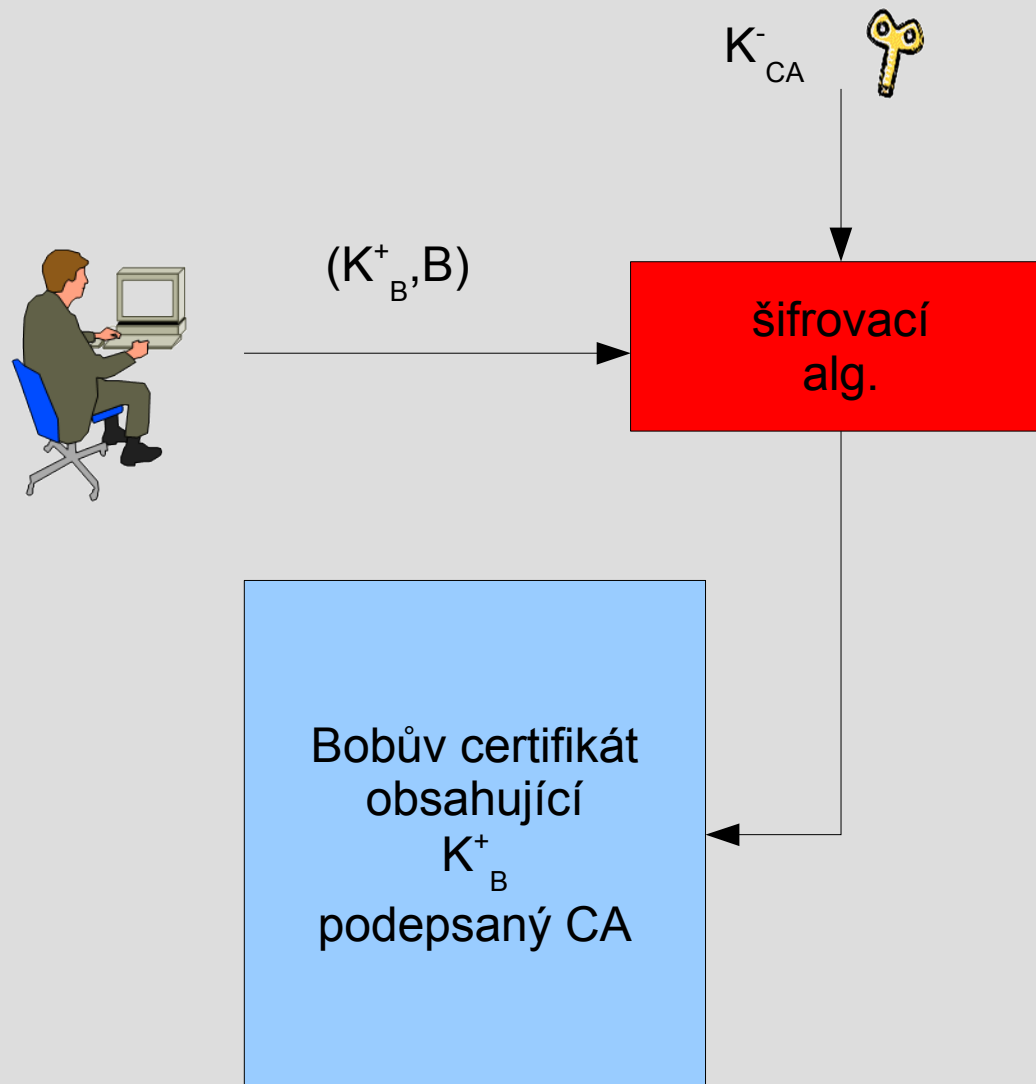 K⁻CA
(K⁺B,B)
šifrovací
alg.
Bobův certifikát
obsahující
K⁺B
podepsaný CA